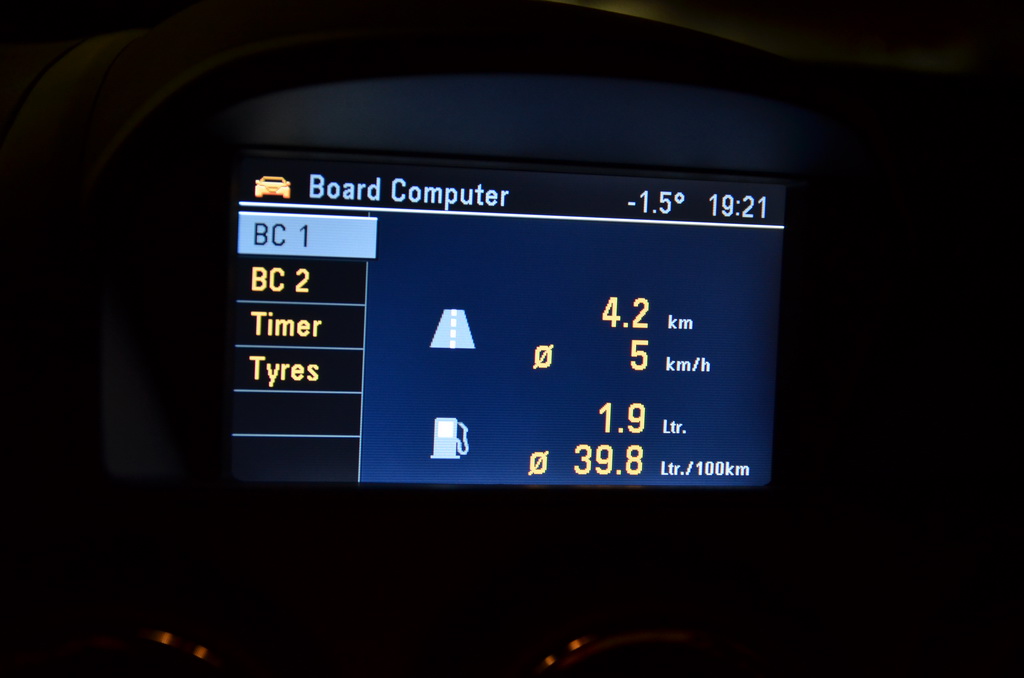 Board Computer -1.5° 19:21
BC 1
BC 2
Timer
Tyres
4.2 km
ø 5 km/h
1.9 Ltr.
ø 39.8 Ltr./100km